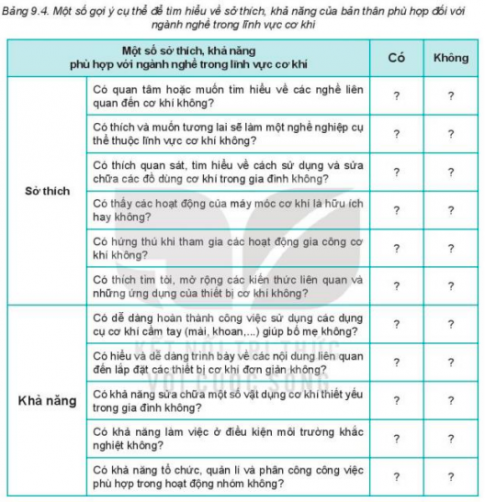 Bảng 9.4. Một số gợi ý cụ thể để tìm hiểu về sở thích, khả năng của bản thân phù hợp đối với
ngành nghề trong lĩnh vực cơ khí
Một số sở thích, khả năng
phù hợp với ngành nghề trong lĩnh vực cơ khí
Có
Không
Sở thích
Có quan tâm hoặc muốn tìm hiểu về các nghề liên
quan đến cơ khí không?
?
?
Có thích và muốn tương lai sẽ làm một nghề nghiệp cụ
thể thuộc lĩnh vực cơ khí không?
?
?
Có thích quan sát, tìm hiểu về cách sử dụng và sửa
chữa các đồ dùng cơ khí trong gia đình không?
?
?
Có thấy các hoạt động của máy móc cơ khí là hữu ích
hay không?
?
?
Có hứng thú khi tham gia các hoạt động gia công cơ
khí không?
?
?
Có thích tìm tòi, mở rộng các kiến thức liên quan và
những ứng dụng của thiết bị cơ khí không?
?
?
Khả năng
Có dễ dàng hoàn thành công việc sử dụng các dụng
cụ cơ khí cầm tay (mài, khoan,...) giúp bố mẹ không?
?
?
Có hiểu và dễ dàng trình bày về các nội dung liên quan
đến lắp đặt các thiết bị cơ khí đơn giản không?
?
?
Có khả năng sửa chữa một số vật dụng cơ khí thiết yếu
trong gia đình không?
?
?
Có khả năng làm việc ở điều kiện môi trường khắc
nghiệt không?
?
?
Có khả năng tổ chức, quản lí và phân công công việc
phù hợp trong hoạt động nhóm không?
?
?
KẾT NỐI TRI THỨC
VỚI CUỘC SỐNG